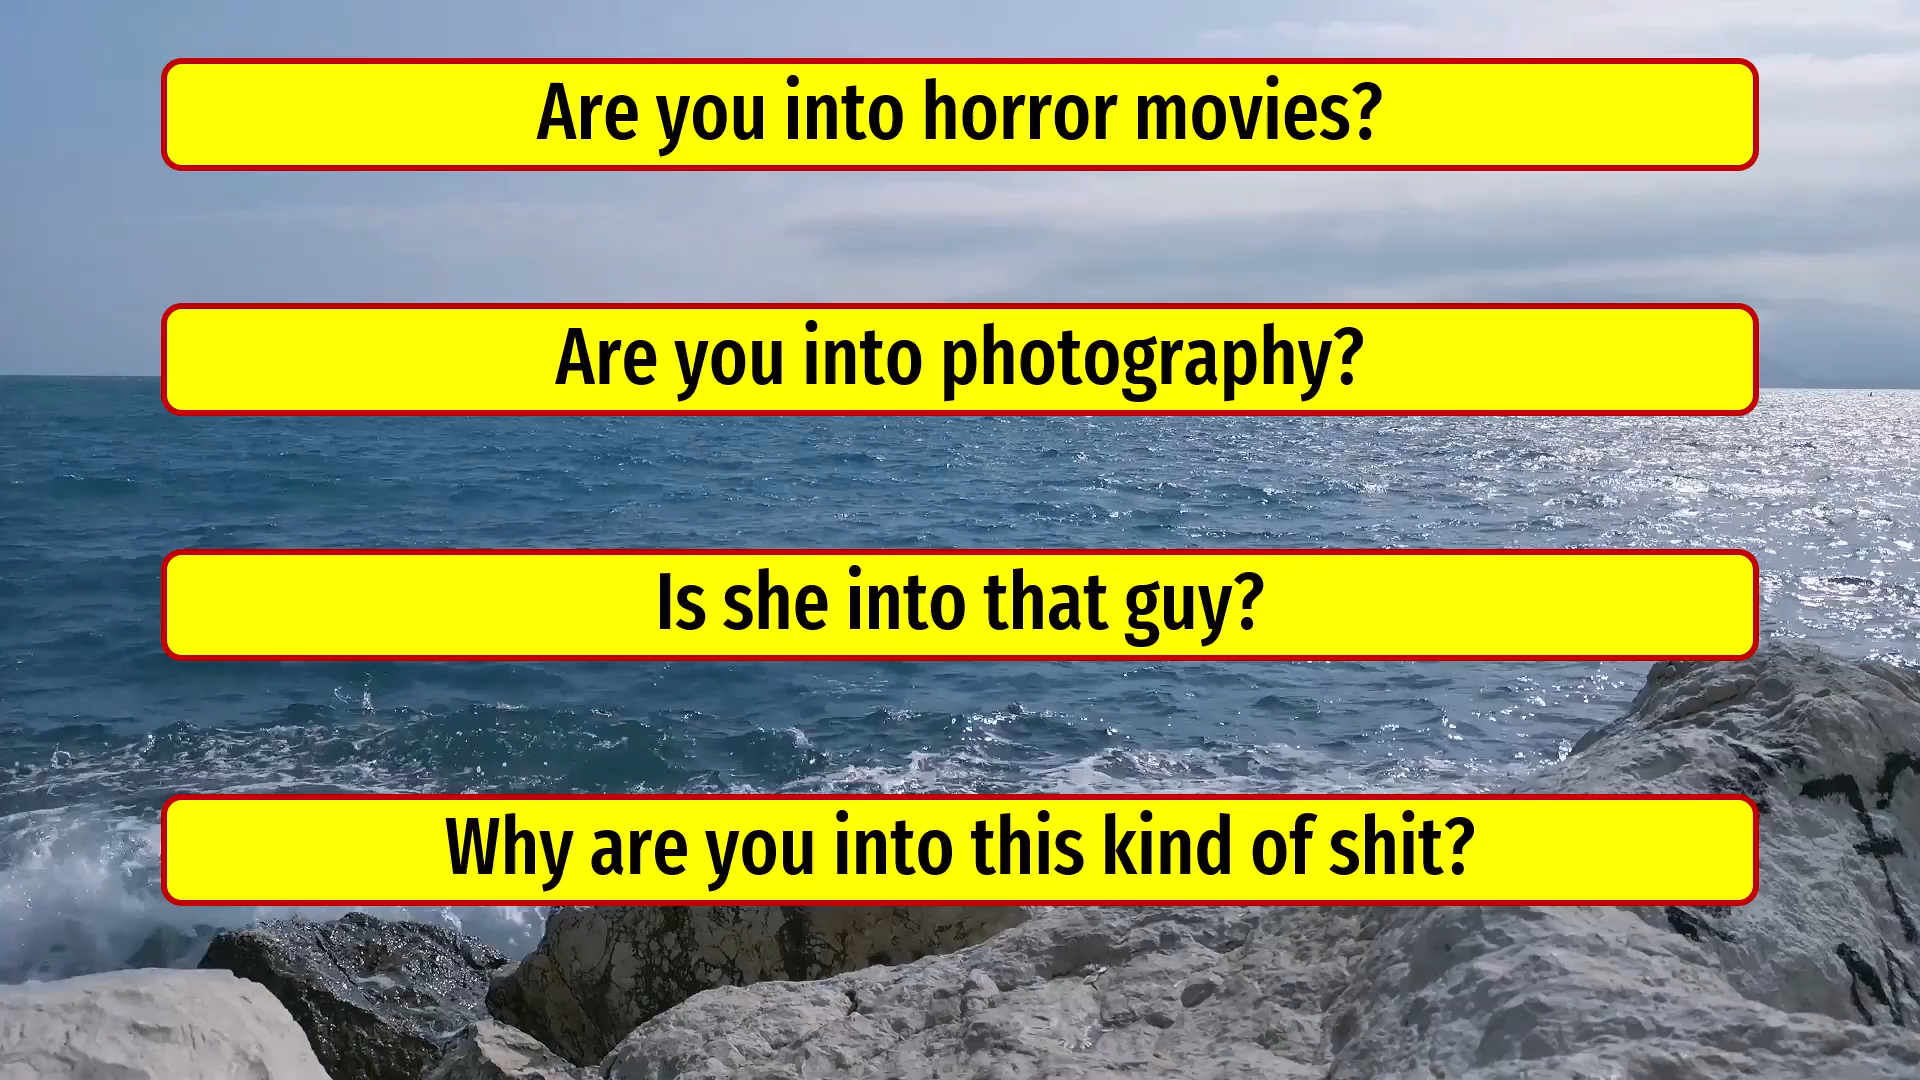 Are you into horror movies?
Are you into photography?
Is she into that guy?
Why are you into this kind of shit?